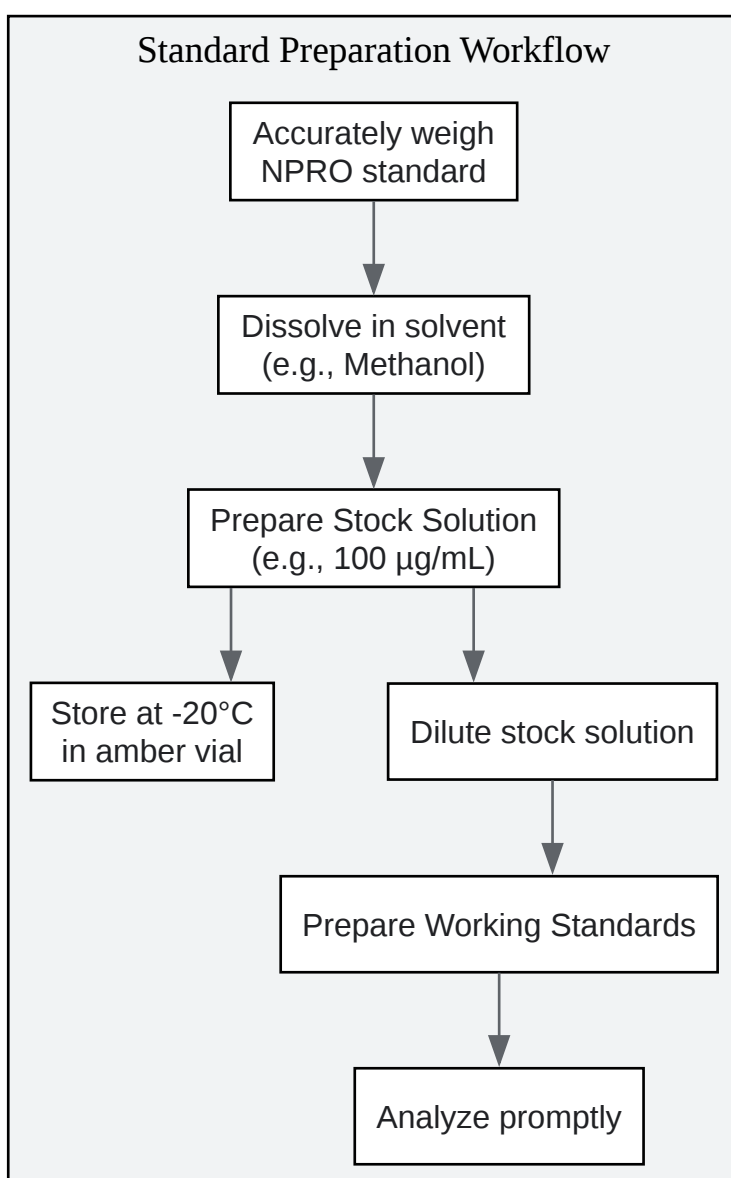 Standard Preparation Workflow
Accurately weigh
NPRO standard
Dissolve in solvent
(e.g., Methanol)
Prepare Stock Solution
(e.g., 100 µg/mL)
Store at -20°C
in amber vial
Dilute stock solution
Prepare Working Standards
Analyze promptly